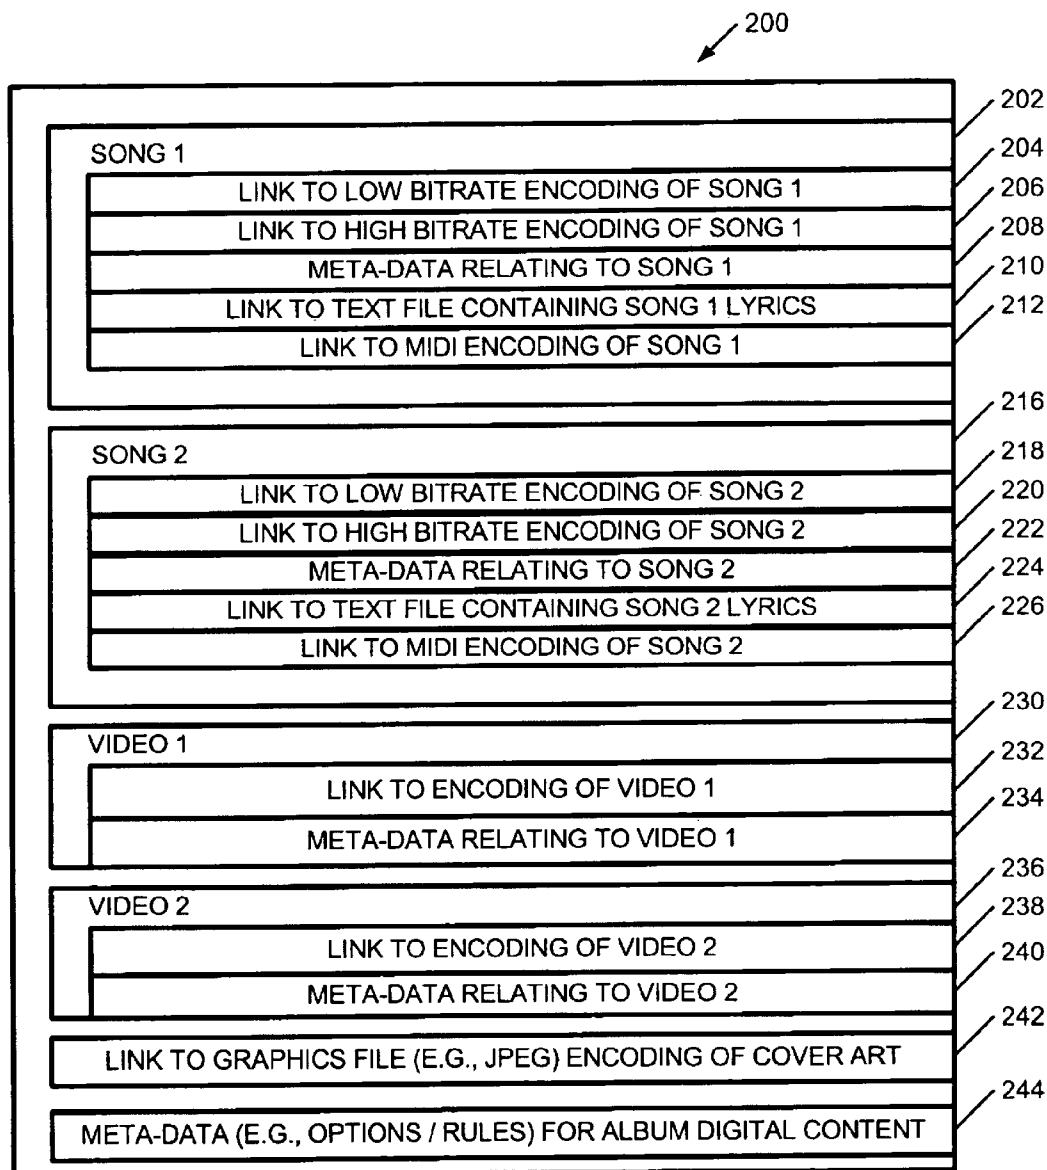 200
202
SONG 1
204
LINK TO LOW BITRATE ENCODING OF SONG 1
206
LINK TO HIGH BITRATE ENCODING OF SONG 1
208
META-DATA RELATING TO SONG 1
210
LINK TO TEXT FILE CONTAINING SONG 1 LYRICS
212
LINK TO MIDI ENCODING OF SONG 1
216
SONG 2
218
LINK TO LOW BITRATE ENCODING OF SONG 2
220
LINK TO HIGH BITRATE ENCODING OF SONG 2
222
META-DATA RELATING TO SONG 2
224
LINK TO TEXT FILE CONTAINING SONG 2 LYRICS
226
LINK TO MIDI ENCODING OF SONG 2
230
VIDEO 1
232
LINK TO ENCODING OF VIDEO 1
234
META-DATA RELATING TO VIDEO 1
236
VIDEO 2
238
LINK TO ENCODING OF VIDEO 2
240
META-DATA RELATING TO VIDEO 2
242
LINK TO GRAPHICS FILE (E.G., JPEG) ENCODING OF COVER ART
244
META-DATA (E.G., OPTIONS / RULES) FOR ALBUM DIGITAL CONTENT